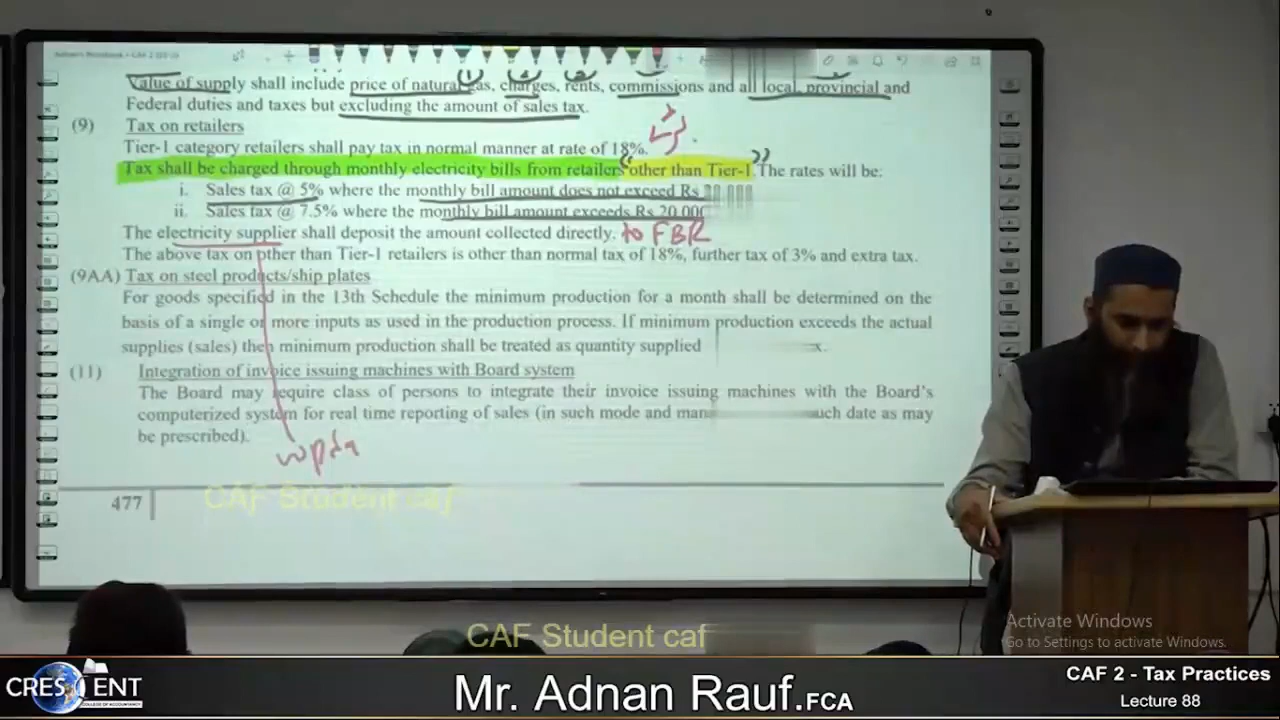 Value of supply shall include price of natural gas, charges, rents, commissions and all local, provincial and
Federal duties and taxes but excluding the amount of sales tax.
(9) Tax on retailers
Tier-1 category retailers shall pay tax in normal manner at rate of 18%.
Tax shall be charged through monthly electricity bills from retailers "other than Tier-1". The rates will be:
i. Sales tax @ 5% where the monthly bill amount does not exceed Rs
ii. Sales tax @ 7.5% where the monthly bill amount exceeds Rs 20,000
The electricity supplier shall deposit the amount collected directly. to FBR
The above tax on other than Tier-1 retailers is other than normal tax of 18%, further tax of 3% and extra tax.
(9AA) Tax on steel products/ship plates
For goods specified in the 13th Schedule the minimum production for a month shall be determined on the
basis of a single or more inputs as used in the production process. If minimum production exceeds the actual
supplies (sales) then minimum production shall be treated as quantity supplied x.
(11) Integration of invoice issuing machines with Board system
The Board may require class of persons to integrate their invoice issuing machines with the Board's
computerized system for real time reporting of sales (in such mode and uch date as may
be prescribed).
wpda
477
CAF Student caf
CAF Student caf
Activate Windows
Go to Settings to activate Windows.
CRESCENT
COLLEGE OF ACCOUNTANCY
Mr. Adnan Rauf.FCA
CAF 2 - Tax Practices
Lecture 88